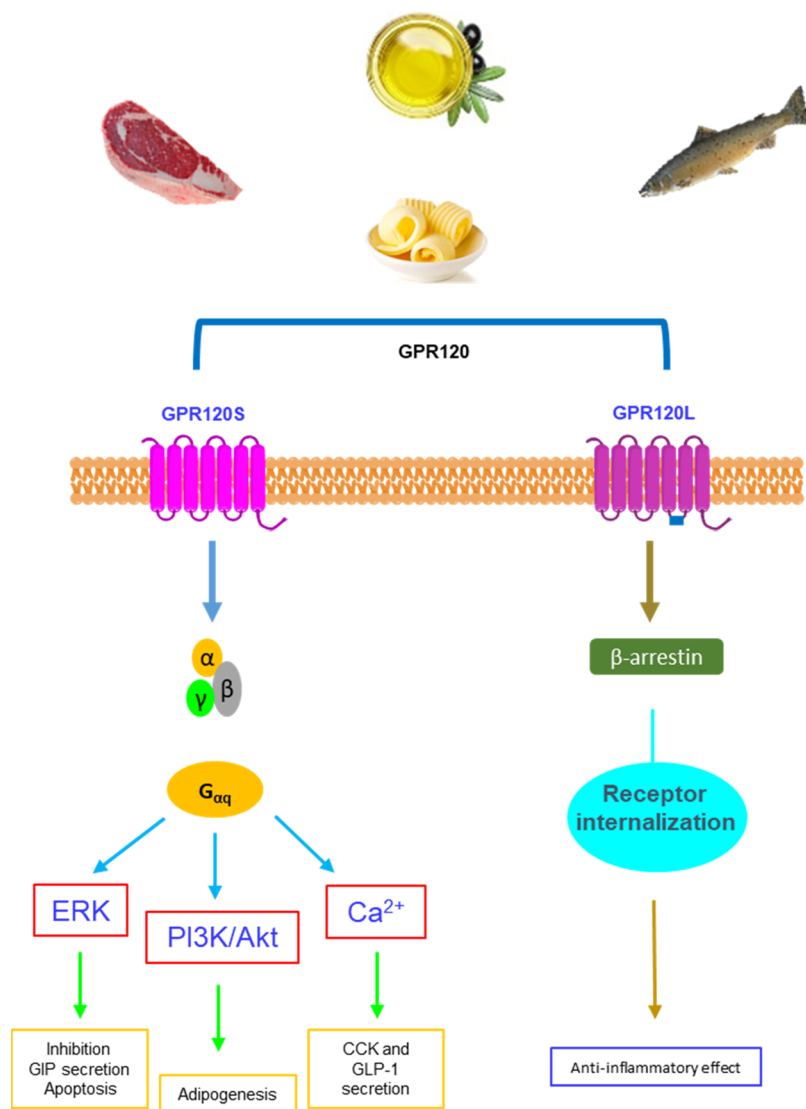 GPR120
GPR120S
GPR120L
α
β
γ
β-arrestin
Gαq
Receptor
internalization
ERK
PI3K/Akt
Ca²⁺
Inhibition
GIP secretion
Apoptosis
Adipogenesis
CCK and
GLP-1
secretion
Anti-inflammatory effect